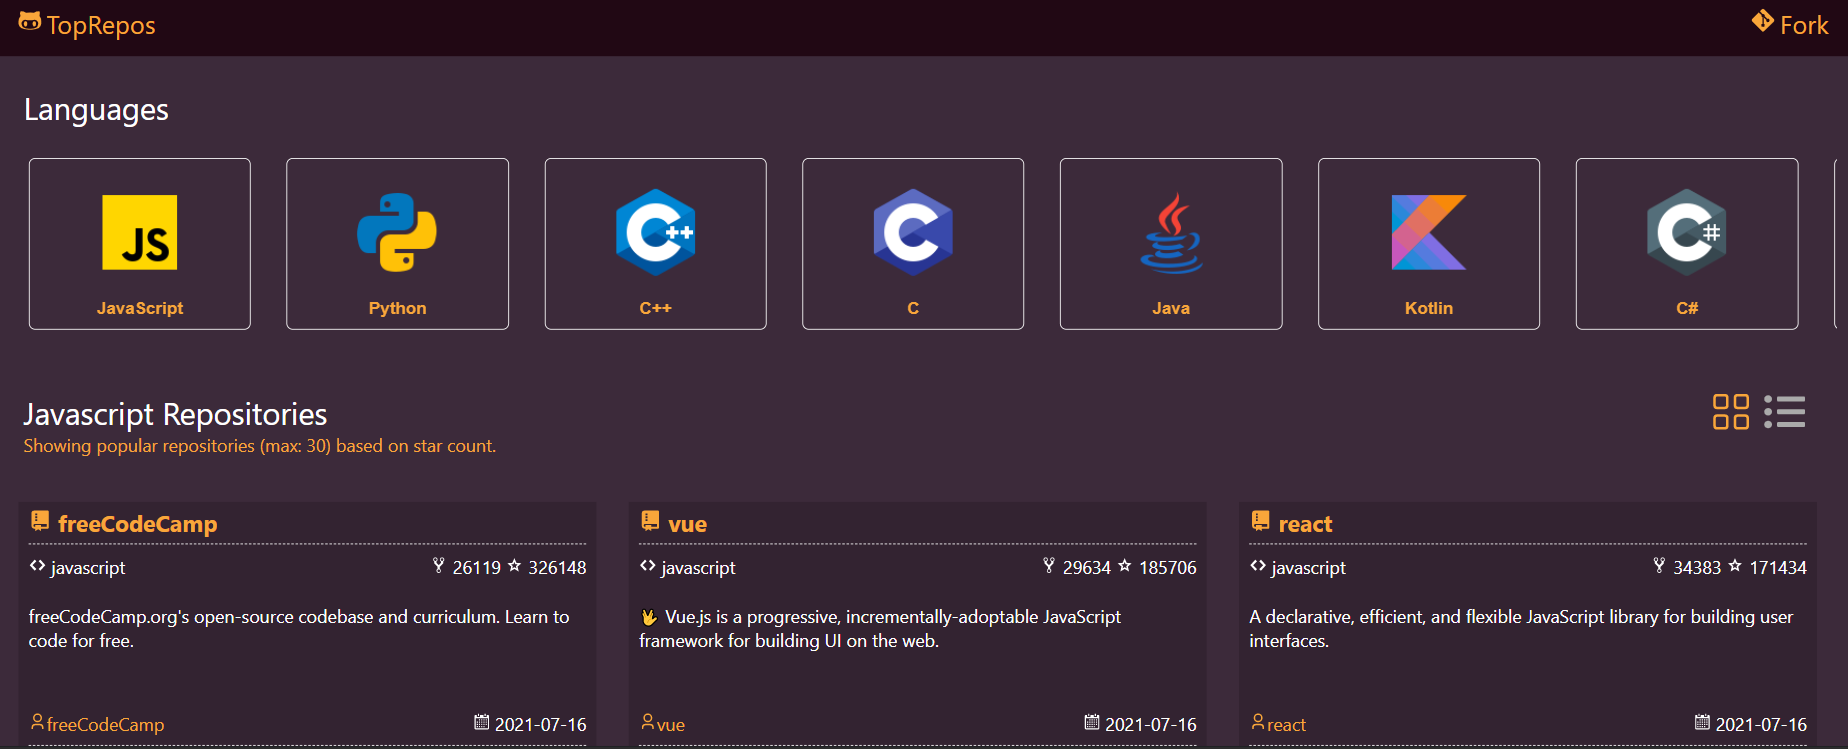 TopRepos
Fork
Languages
JS
JavaScript
Python
C++
C++
C
C
Java
Kotlin
C#
C#
Javascript Repositories
Showing popular repositories (max: 30) based on star count.
freeCodeCamp
javascript 26119 326148
freeCodeCamp.org's open-source codebase and curriculum. Learn to
code for free.
freeCodeCamp 2021-07-16
vue
javascript 29634 185706
🖖 Vue.js is a progressive, incrementally-adoptable JavaScript
framework for building UI on the web.
vue 2021-07-16
react
javascript 34383 171434
A declarative, efficient, and flexible JavaScript library for building user
interfaces.
react 2021-07-16